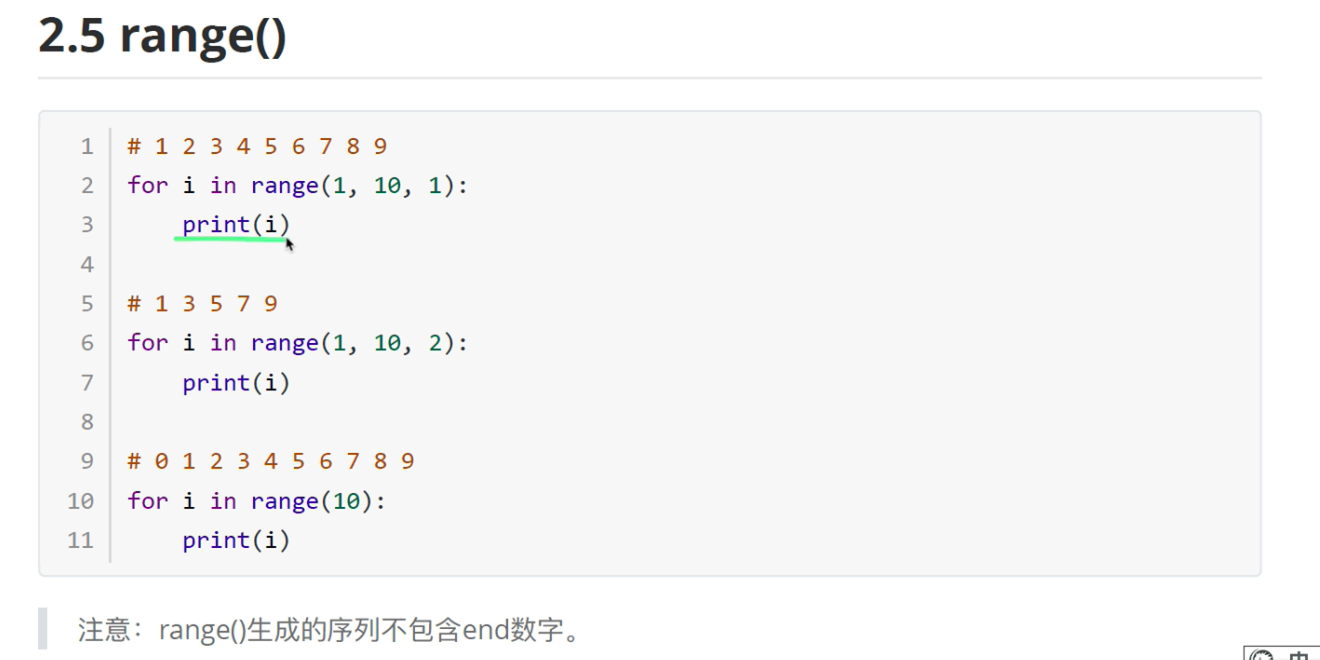 2.5 range()
1 # 1 2 3 4 5 6 7 8 9
2 for i in range(1, 10, 1):
3     print(i)
4
5 # 1 3 5 7 9
6 for i in range(1, 10, 2):
7     print(i)
8
9 # 0 1 2 3 4 5 6 7 8 9
10 for i in range(10):
11     print(i)
注意：range()生成的序列不包含end数字。